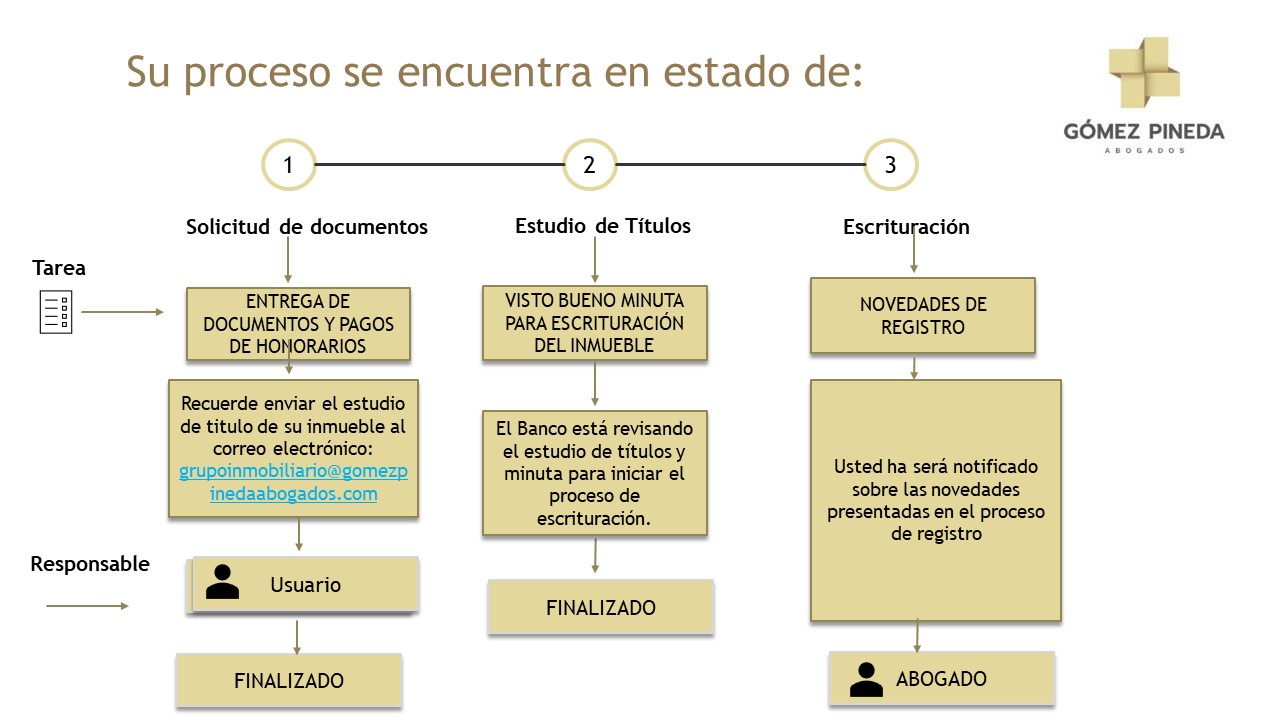 Su proceso se encuentra en estado de:
GÓMEZ PINEDA
ABOGADOS
1
2
3
Solicitud de documentos
Estudio de Títulos
Escrituración
Tarea
ENTREGA DE
DOCUMENTOS Y PAGOS
DE HONORARIOS
VISTO BUENO MINUTA
PARA ESCRITURACIÓN
DEL INMUEBLE
NOVEDADES DE
REGISTRO
Recuerde enviar el estudio
de titulo de su inmueble al
correo electrónico:
grupoinmobiliario@gomezp
inedaabogados.com
El Banco está revisando
el estudio de títulos y
minuta para iniciar el
proceso de
escrituración.
Usted ha será notificado
sobre las novedades
presentadas en el proceso
de registro
Responsable
Usuario
FINALIZADO
FINALIZADO
ABOGADO